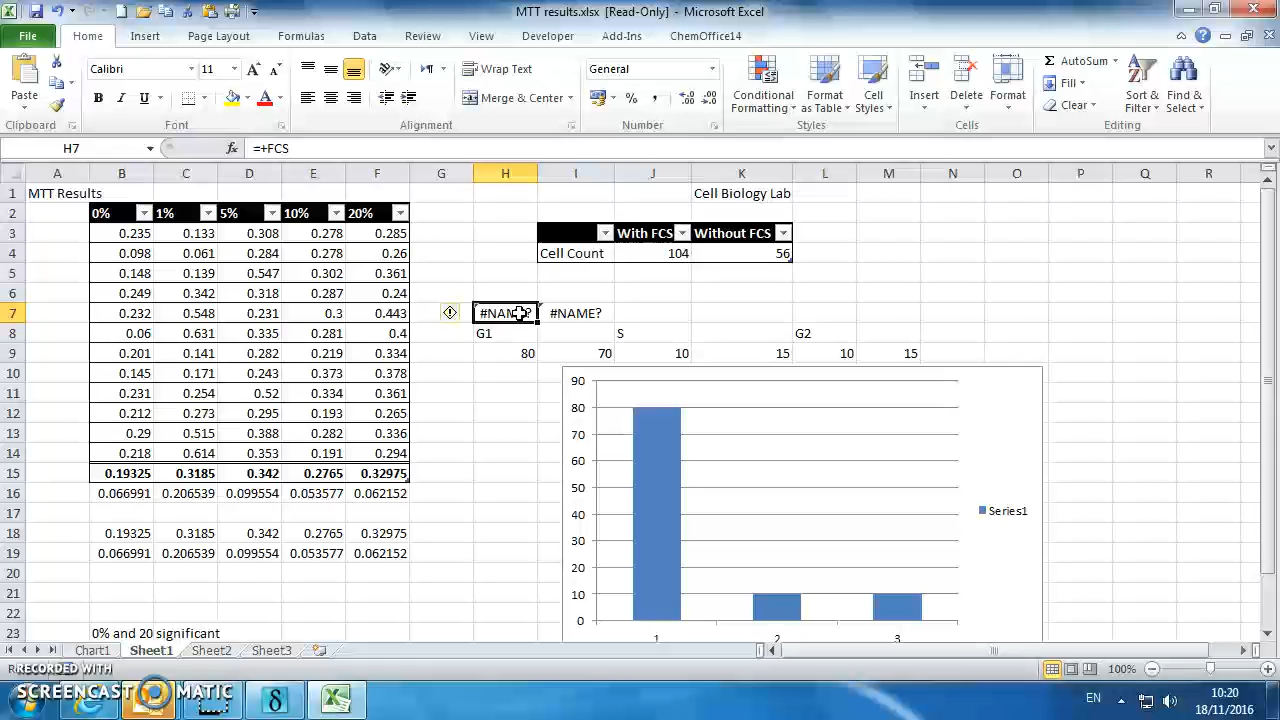 MTT results.xlsx [Read-Only] - Microsoft Excel
File Home Insert Page Layout Formulas Data Review View Developer Add-Ins ChemOffice14
Paste
Calibri 11
B I U
Wrap Text
Merge & Center
General
% ,
Conditional Formatting
Format as Table
Cell Styles
Insert Delete Format
AutoSum
Fill
Clear
Sort & Filter
Find & Select
Clipboard Font Alignment Number Styles Cells Editing
H7 fx =+FCS
A B C D E F G H I J K L M N O P Q R
1 MTT Results Cell Biology Lab
2 0% 1% 5% 10% 20%
3 0.235 0.133 0.308 0.278 0.285 With FCS Without FCS
4 0.098 0.061 0.284 0.278 0.26 Cell Count 104 56
5 0.148 0.139 0.547 0.302 0.361
6 0.249 0.342 0.318 0.287 0.24
7 0.232 0.548 0.231 0.3 0.443 #NAME? #NAME?
8 0.06 0.631 0.335 0.281 0.4 G1 S G2
9 0.201 0.141 0.282 0.219 0.334 80 70 10 15 10 15
10 0.145 0.171 0.243 0.373 0.378
11 0.231 0.254 0.52 0.334 0.361
12 0.212 0.273 0.295 0.193 0.265
13 0.29 0.515 0.388 0.282 0.336
14 0.218 0.614 0.353 0.191 0.294
15 0.19325 0.3185 0.342 0.2765 0.32975
16 0.066991 0.206539 0.099554 0.053577 0.062152
17
18 0.19325 0.3185 0.342 0.2765 0.32975
19 0.066991 0.206539 0.099554 0.053577 0.062152
20
21
22
23 0% and 20 significant
90
80
70
60
50
40
30
20
10
0
1 2 3
Series1
Chart1 Sheet1 Sheet2 Sheet3
100%
RECORDED WITH
SCREENCAST MATIC
EN
10:20
18/11/2016